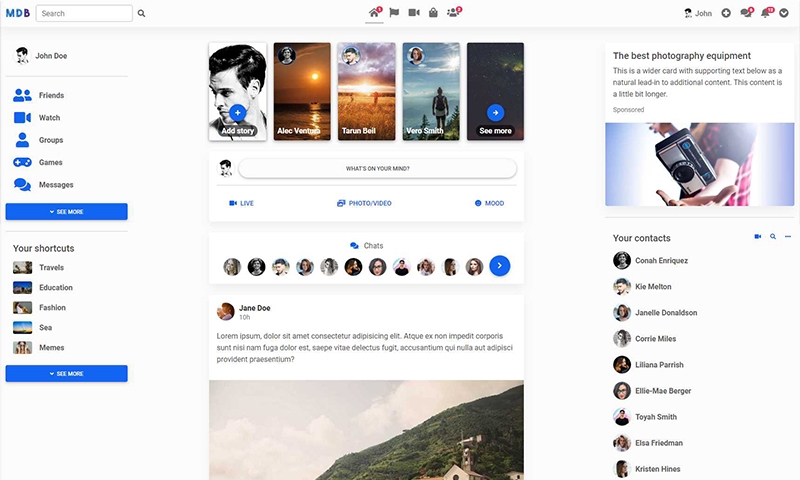 MDB
Search
1
2
John
6
12
John Doe
Friends
Watch
Groups
Games
Messages
SEE MORE
Your shortcuts
Travels
Education
Fashion
Sea
Memes
SEE MORE
Add story
Alec Ventura
Tarun Beil
Vero Smith
See more
WHAT'S ON YOUR MIND?
LIVE
PHOTO/VIDEO
MOOD
Chats
Jane Doe
10h
Lorem ipsum, dolor sit amet consectetur adipisicing elit. Atque ex non impedit corporis
sunt nisi nam fuga dolor est, saepe vitae delectus fugit, accusantium qui nulla aut adipisci
provident praesentium?
The best photography equipment
This is a wider card with supporting text below as a
natural lead-in to additional content. This content is
a little bit longer.
Sponsored
Your contacts
Conah Enriquez
Kie Melton
Janelle Donaldson
Corrie Miles
Liliana Parrish
Ellie-Mae Berger
Toyah Smith
Elsa Friedman
Kristen Hines